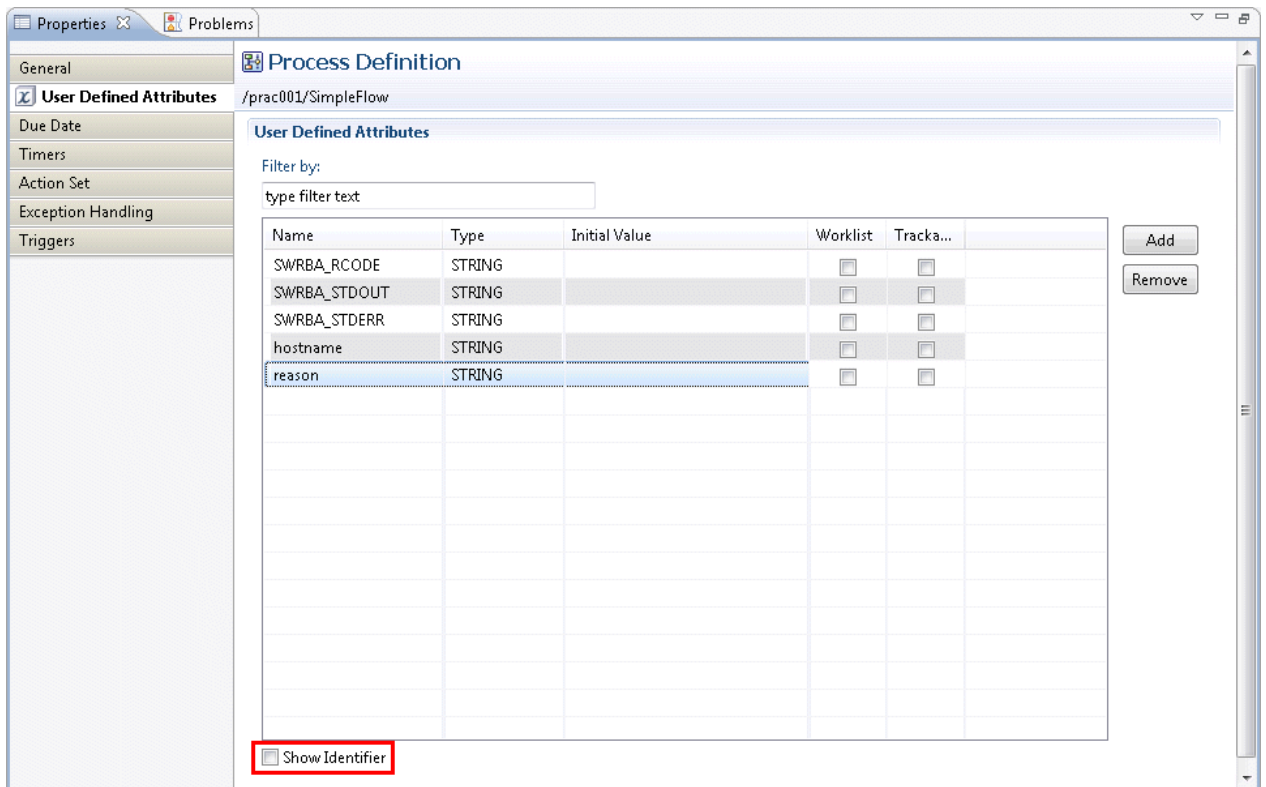 Properties Problems
General
User Defined Attributes
Due Date
Timers
Action Set
Exception Handling
Triggers
Process Definition
/prac001/SimpleFlow
User Defined Attributes
Filter by:
type filter text
Name Type Initial Value Worklist Tracka...
SWRBA_RCODE STRING
SWRBA_STDOUT STRING
SWRBA_STDERR STRING
hostname STRING
reason STRING
Add
Remove
Show Identifier